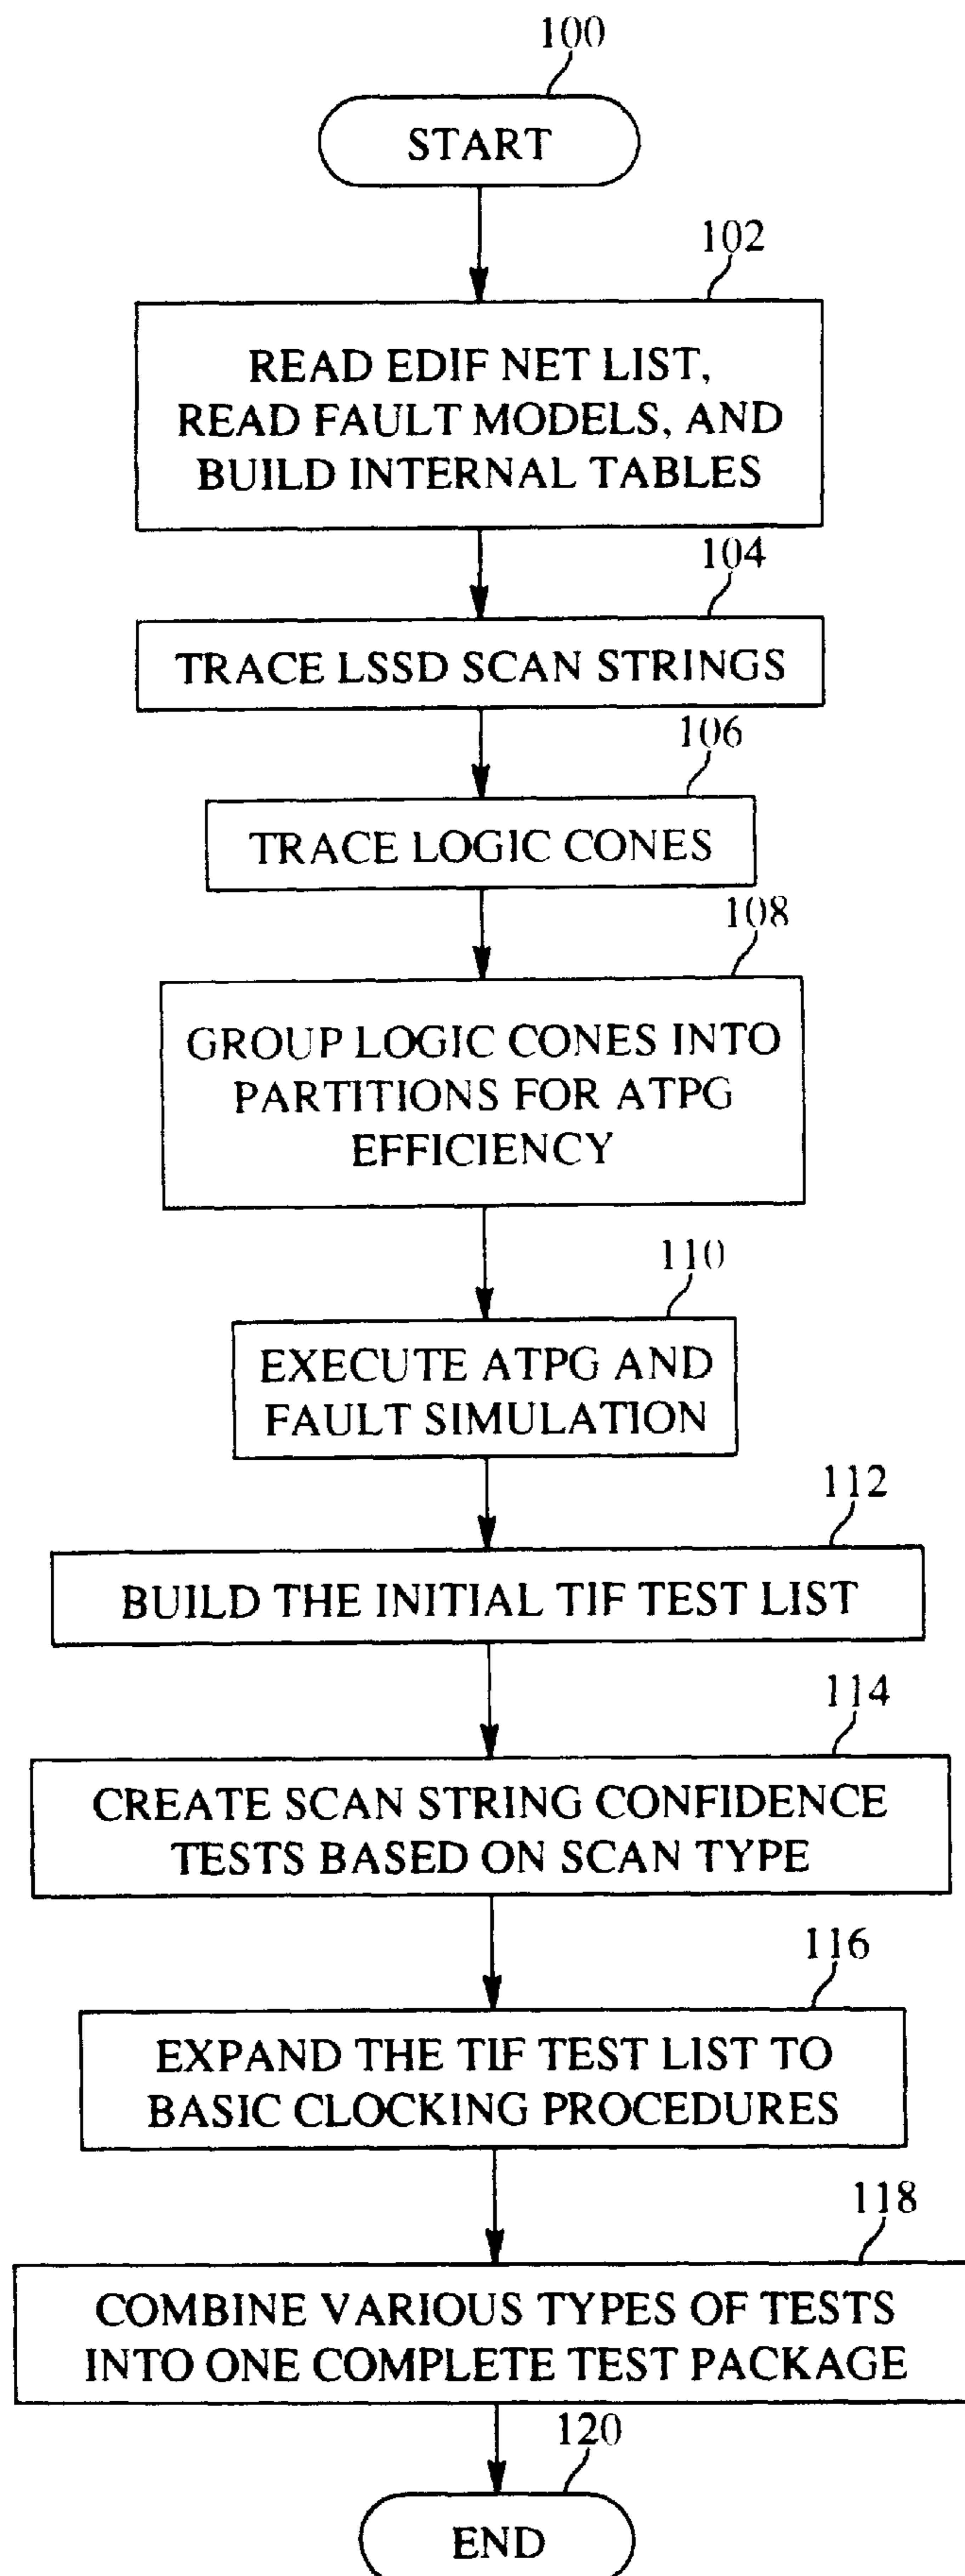 100
START
102
READ EDIF NET LIST,
READ FAULT MODELS, AND
BUILD INTERNAL TABLES
104
TRACE LSSD SCAN STRINGS
106
TRACE LOGIC CONES
108
GROUP LOGIC CONES INTO
PARTITIONS FOR ATPG
EFFICIENCY
110
EXECUTE ATPG AND
FAULT SIMULATION
112
BUILD THE INITIAL TIF TEST LIST
114
CREATE SCAN STRING CONFIDENCE
TESTS BASED ON SCAN TYPE
116
EXPAND THE TIF TEST LIST TO
BASIC CLOCKING PROCEDURES
118
COMBINE VARIOUS TYPES OF TESTS
INTO ONE COMPLETE TEST PACKAGE
120
END